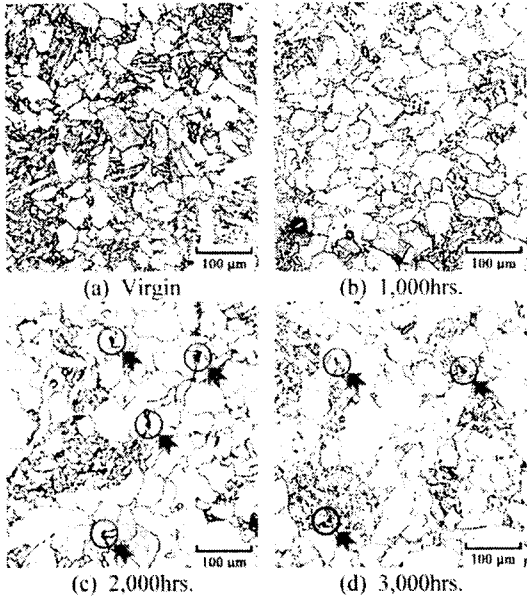 100 µm
100 µm
(a) Virgin
(b) 1,000hrs.
100 µm
100 µm
(c) 2,000hrs.
(d) 3,000hrs.